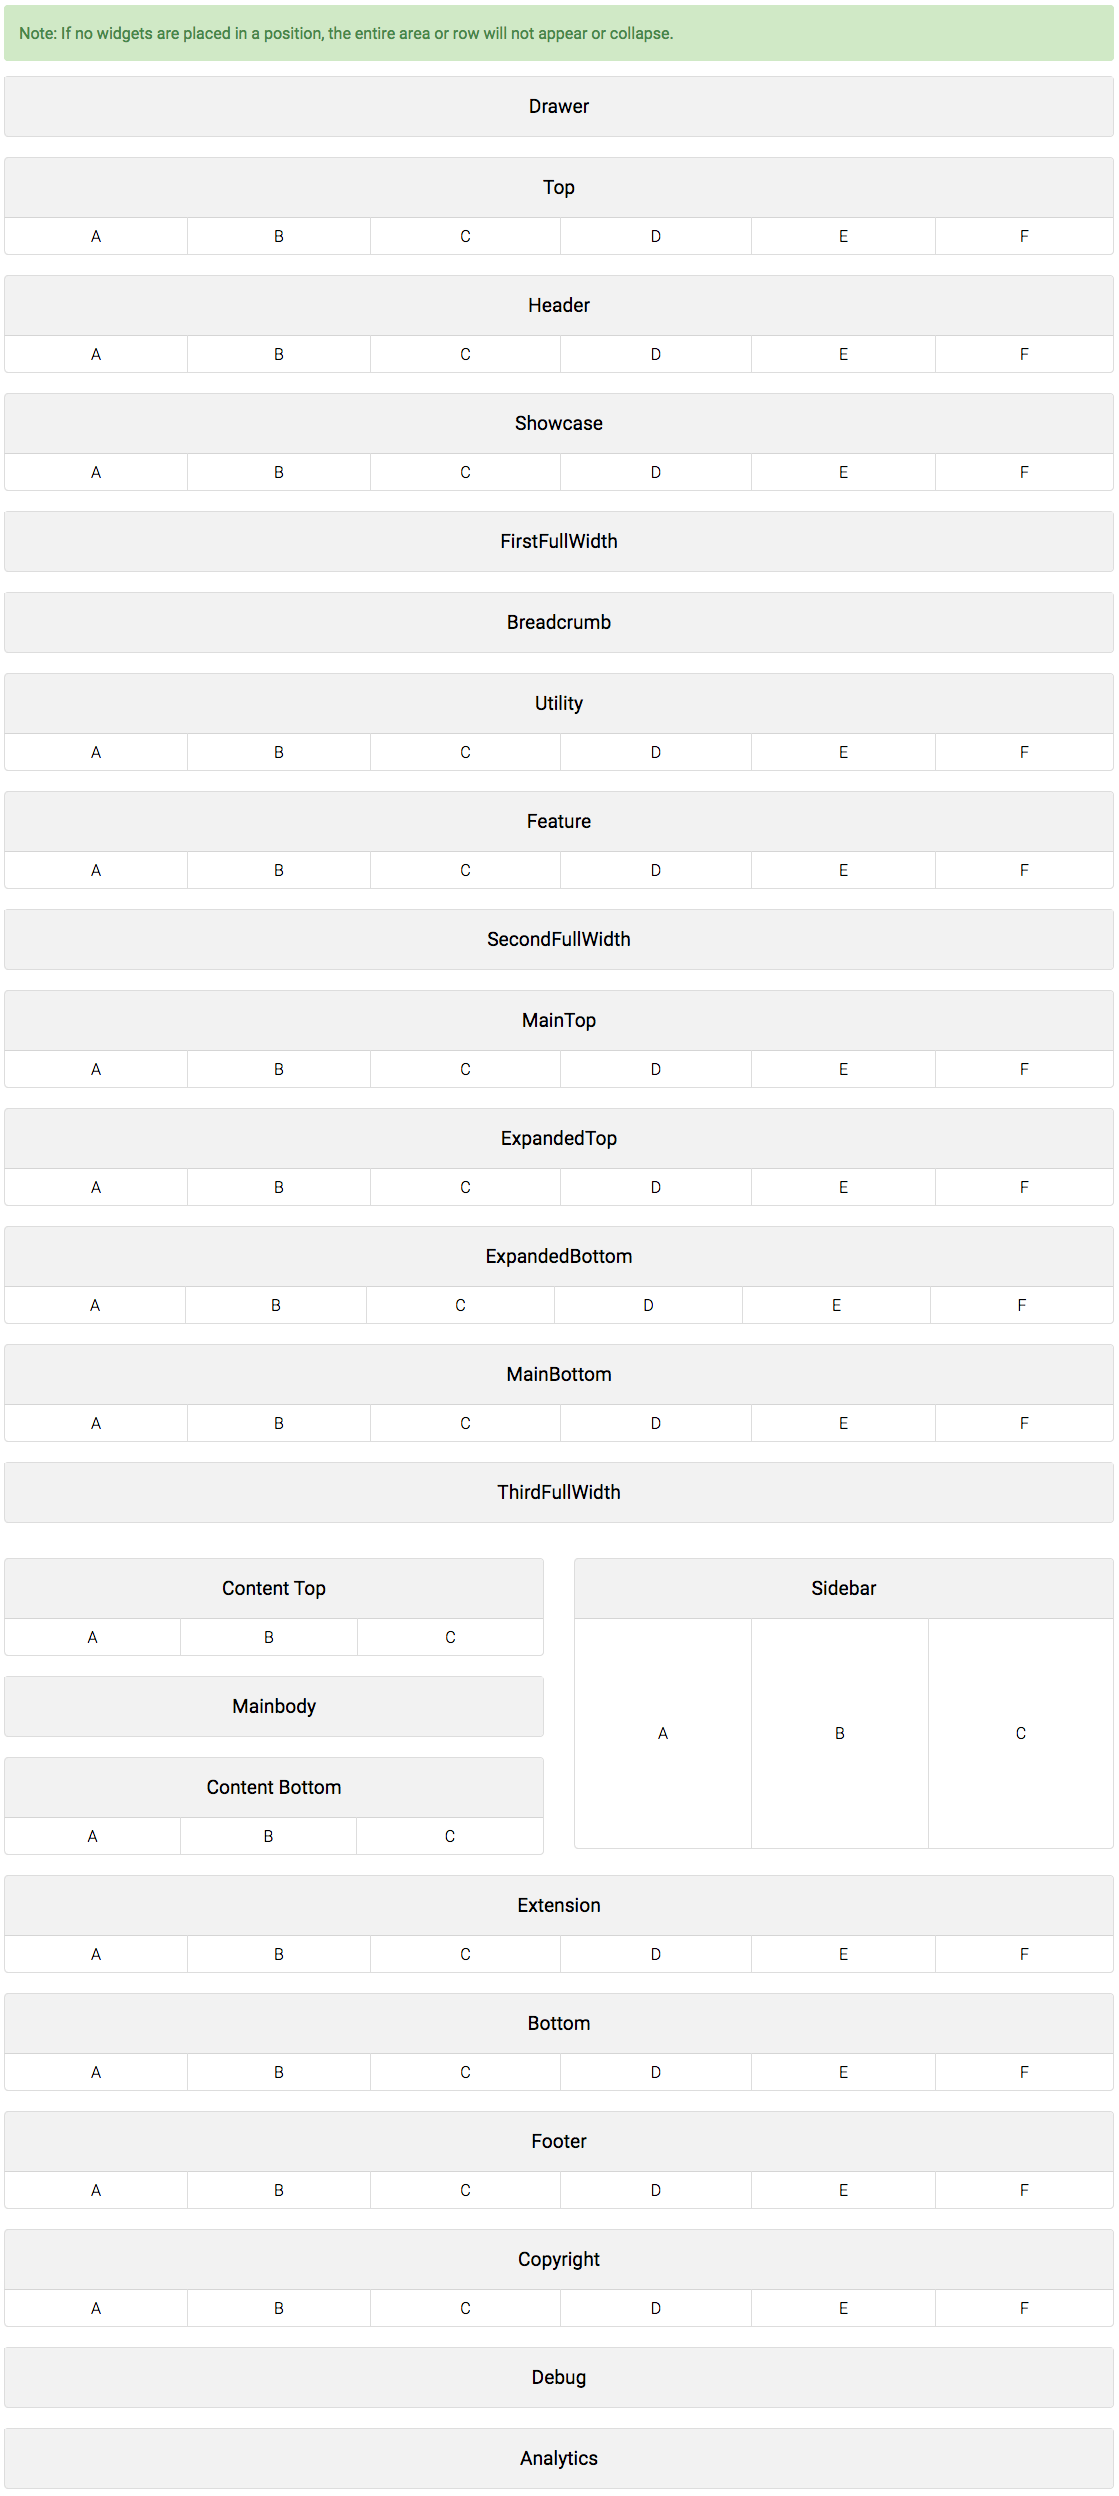 Note: If no widgets are placed in a position, the entire area or row will not appear or collapse.
Drawer
Top
A B C D E F
Header
A B C D E F
Showcase
A B C D E F
FirstFullWidth
Breadcrumb
Utility
A B C D E F
Feature
A B C D E F
SecondFullWidth
MainTop
A B C D E F
ExpandedTop
A B C D E F
ExpandedBottom
A B C D E F
MainBottom
A B C D E F
ThirdFullWidth
Content Top
A B C
Mainbody
Content Bottom
A B C
Sidebar
A B C
Extension
A B C D E F
Bottom
A B C D E F
Footer
A B C D E F
Copyright
A B C D E F
Debug
Analytics